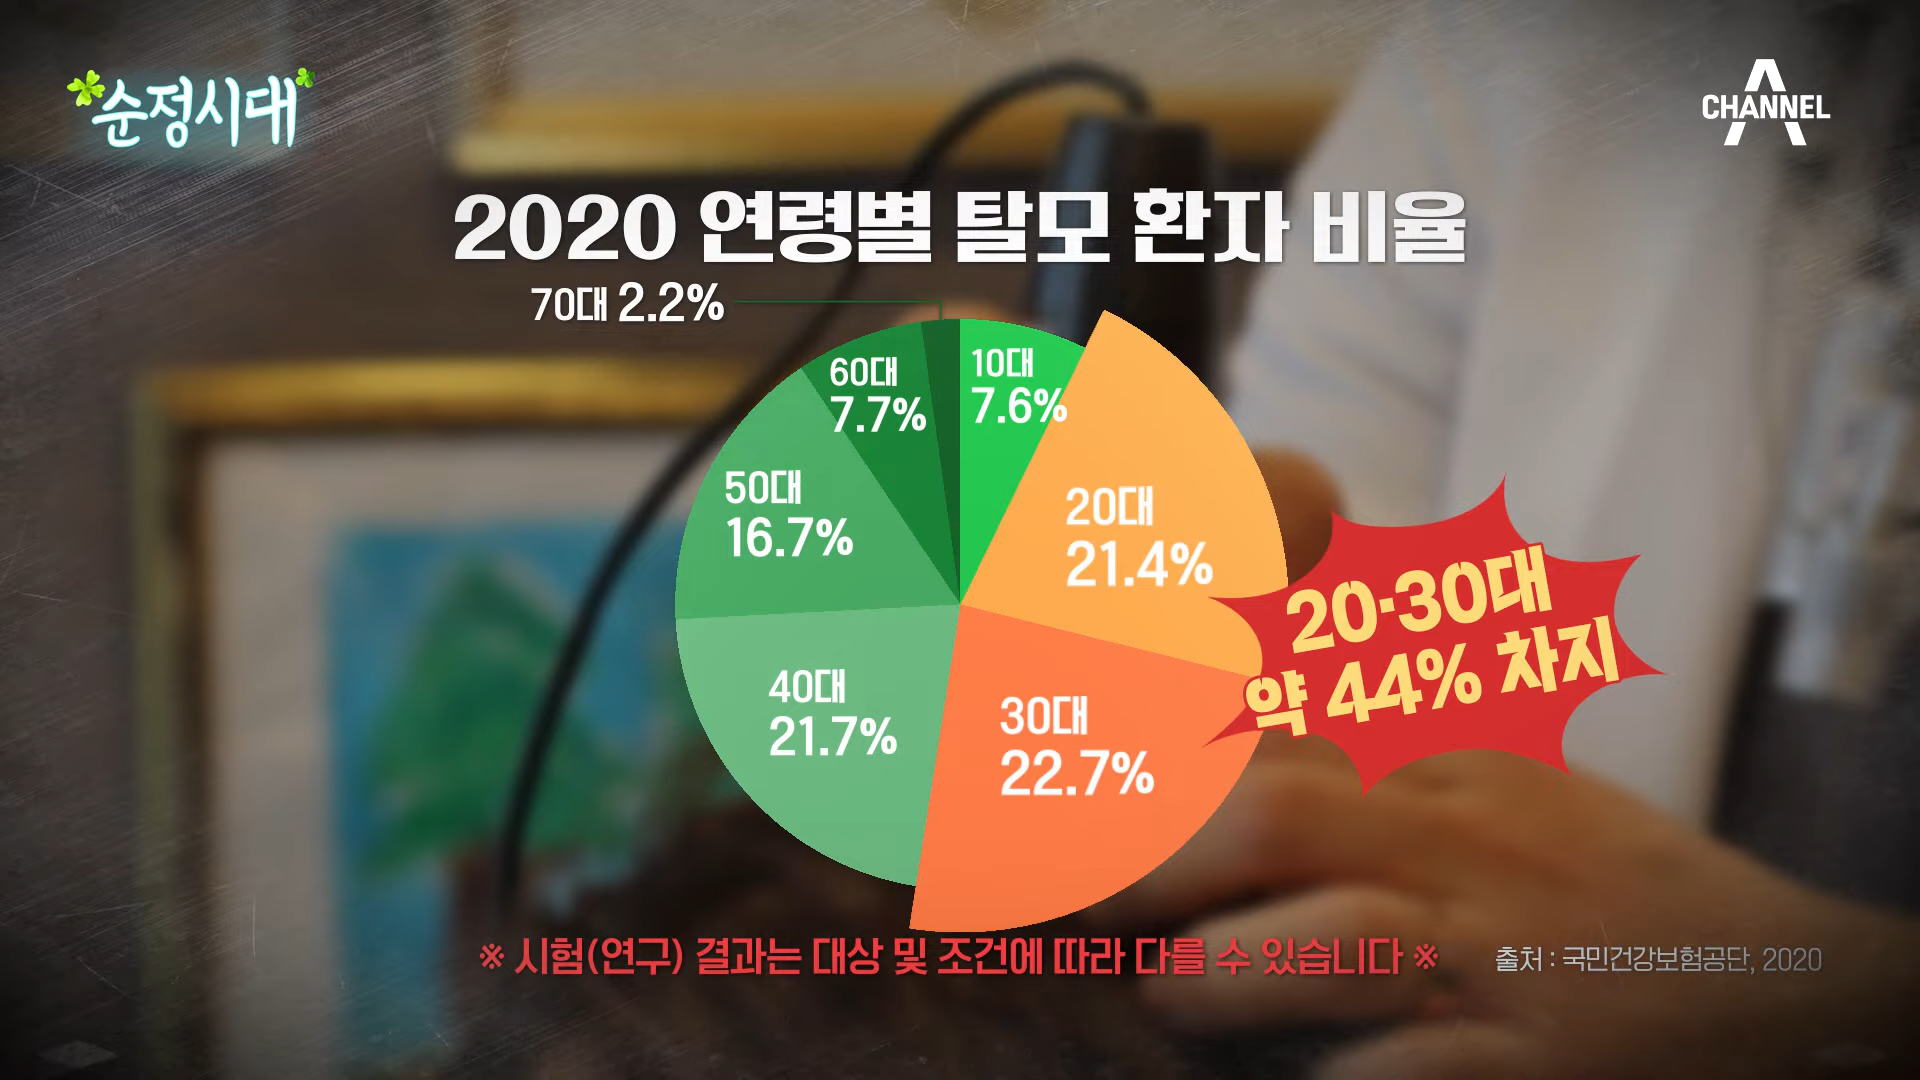 순정시대
CHANNEL A
2020 연령별 탈모 환자 비율
70대 2.2%
60대
7.7%
10대
7.6%
50대
16.7%
20대
21.4%
40대
21.7%
30대
22.7%
20·30대
약 44% 차지
※ 시험(연구) 결과는 대상 및 조건에 따라 다를 수 있습니다 ※
출처 : 국민건강보험공단, 2020